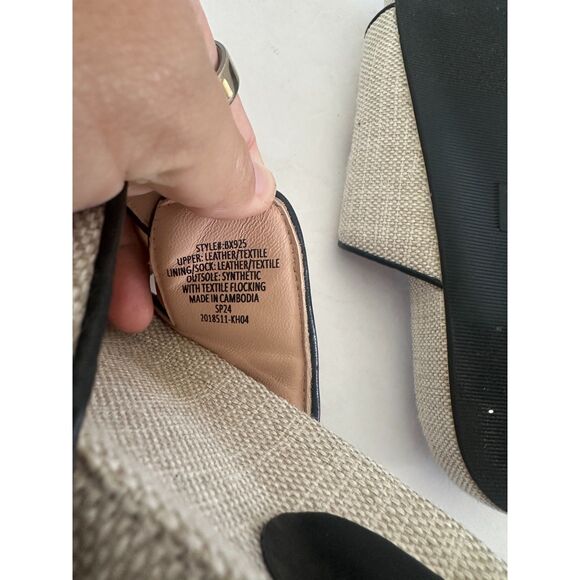 STYLE#:BX925
UPPER: LEATHER/TEXTILE
LINING/SOCK: LEATHER/TEXTILE
OUTSOLE: SYNTHETIC
WITH TEXTILE FLOCKING
MADE IN CAMBODIA
SP24
2018511-KH04